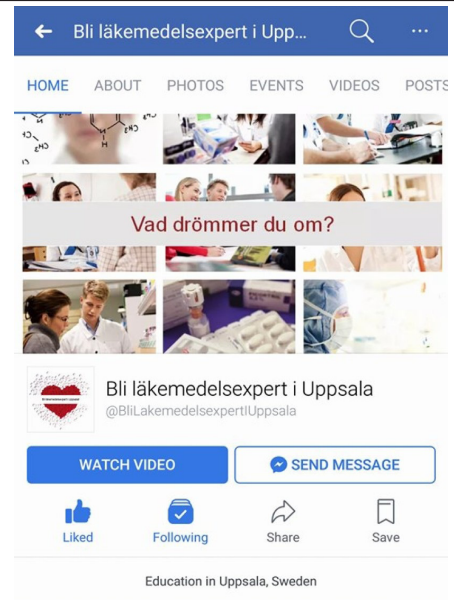 Bli läkemedelsexpert i Upp...
HOME ABOUT PHOTOS EVENTS VIDEOS POSTS
Vad drömmer du om?
Bli läkemedelsexpert i Uppsala
@BliLakemedelsexpertIUppsala
WATCH VIDEO SEND MESSAGE
Liked Following Share Save
Education in Uppsala, Sweden